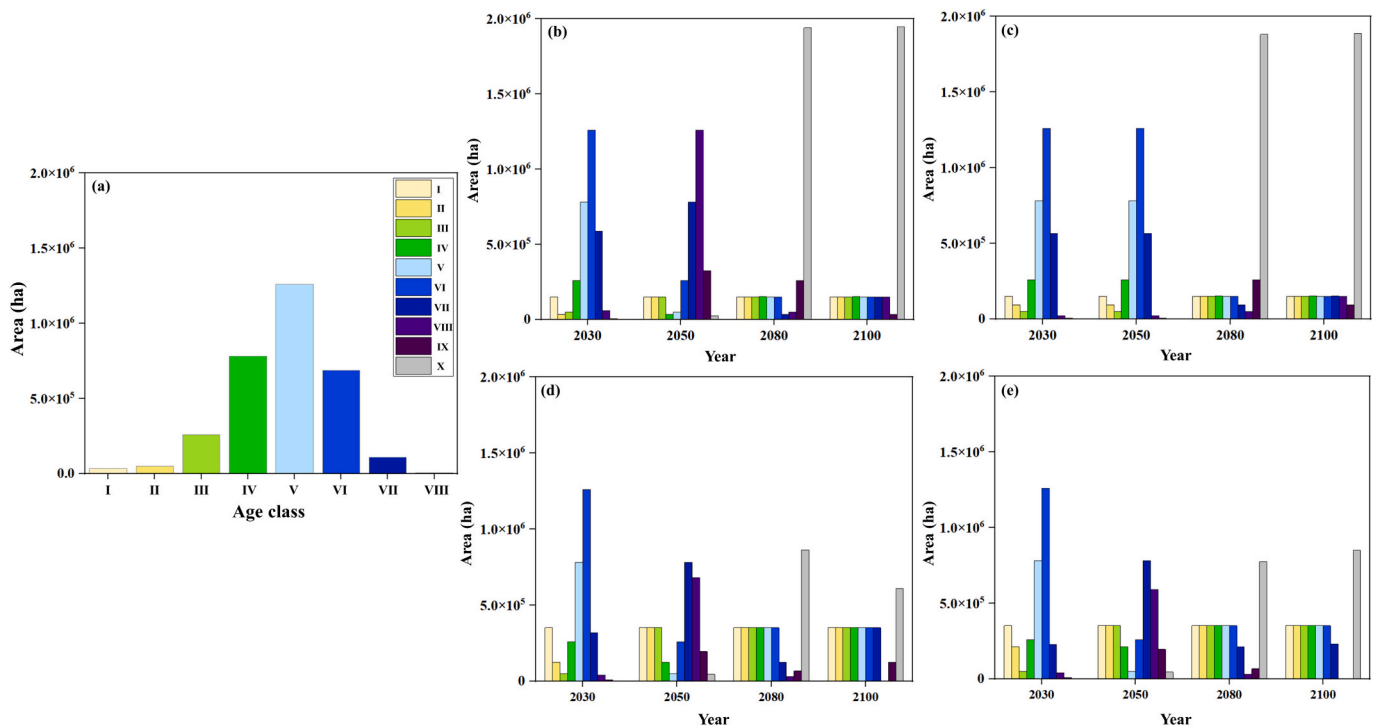 (a)
2.0×10⁶
1.5×10⁶
1.0×10⁶
5.0×10⁵
0.0
Area (ha)
I II III IV V VI VII VIII
Age class
I
II
III
IV
V
VI
VII
VIII
IX
X
(b)
2.0×10⁶
1.5×10⁶
1.0×10⁶
5.0×10⁵
0
Area (ha)
2030 2050 2080 2100
Year
(c)
2.0×10⁶
1.5×10⁶
1.0×10⁶
5.0×10⁵
0
Area (ha)
2030 2050 2080 2100
Year
(d)
2.0×10⁶
1.5×10⁶
1.0×10⁶
5.0×10⁵
0
Area (ha)
2030 2050 2080 2100
Year
(e)
2.0×10⁶
1.5×10⁶
1.0×10⁶
5.0×10⁵
0
Area (ha)
2030 2050 2080 2100
Year